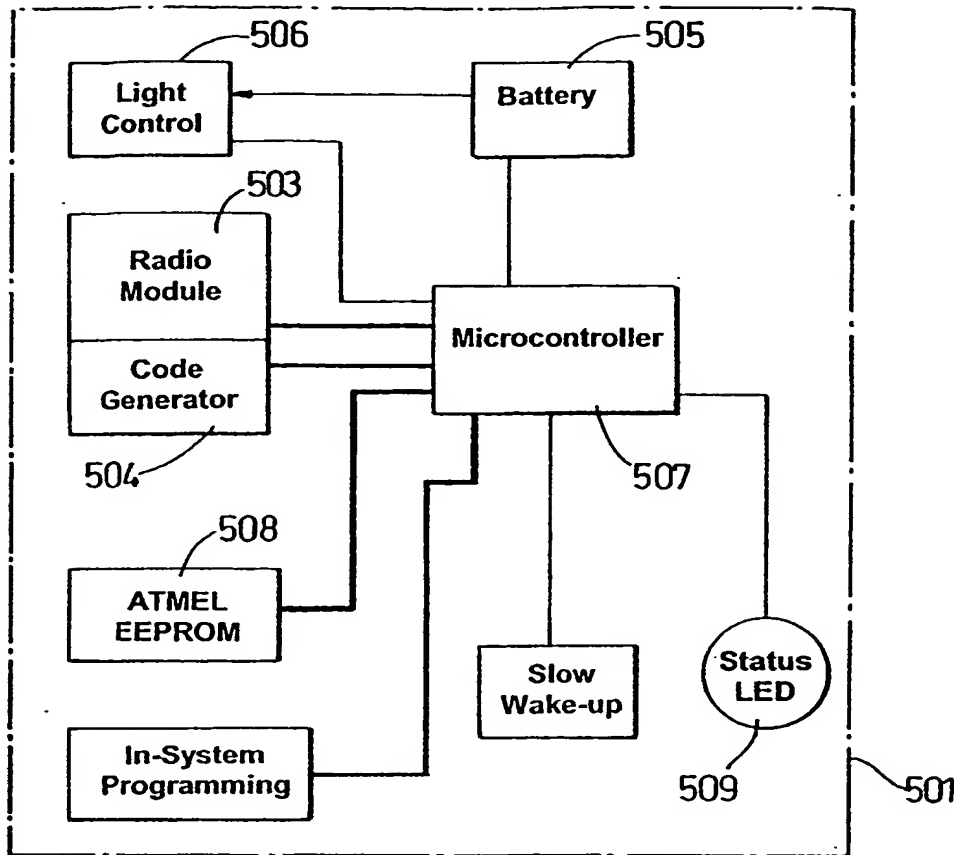 506
505
Light
Control
Battery
503
Radio
Module
Microcontroller
Code
Generator
504
507
508
ATMEL
EEPROM
Slow
Wake-up
Status
LED
In-System
Programming
509
501